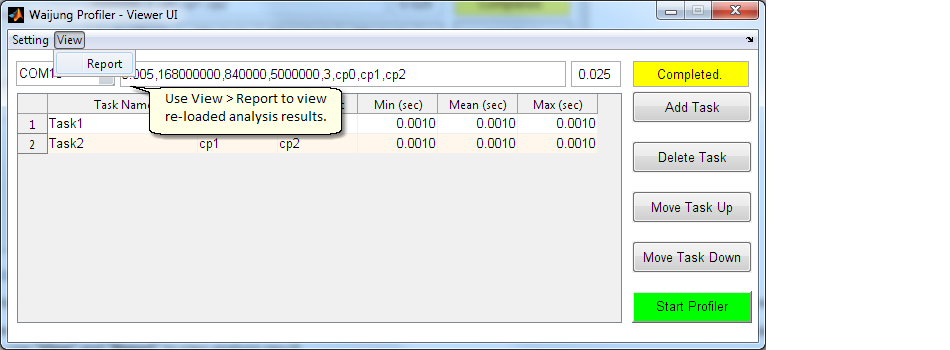 Waijung Profiler - Viewer UI
Setting View
Report
.005,168000000,840000,5000000,3,cp0,cp1,cp2 0.025 Completed.
Use View > Report to view
re-loaded analysis results.
Task Name Min (sec) Mean (sec) Max (sec)
1 Task1 0.0010 0.0010 0.0010
2 Task2 cp1 cp2 0.0010 0.0010 0.0010
Add Task
Delete Task
Move Task Up
Move Task Down
Start Profiler